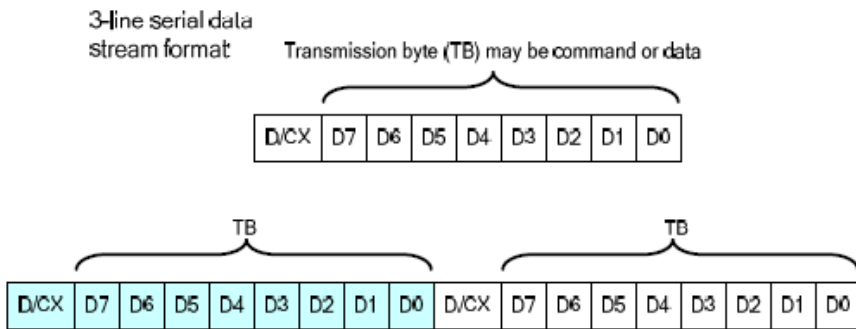 3-line serial data
stream format
Transmission byte (TB) may be command or data
D/CX D7 D6 D5 D4 D3 D2 D1 D0
TB TB
D/CX D7 D6 D5 D4 D3 D2 D1 D0 D/CX D7 D6 D5 D4 D3 D2 D1 D0